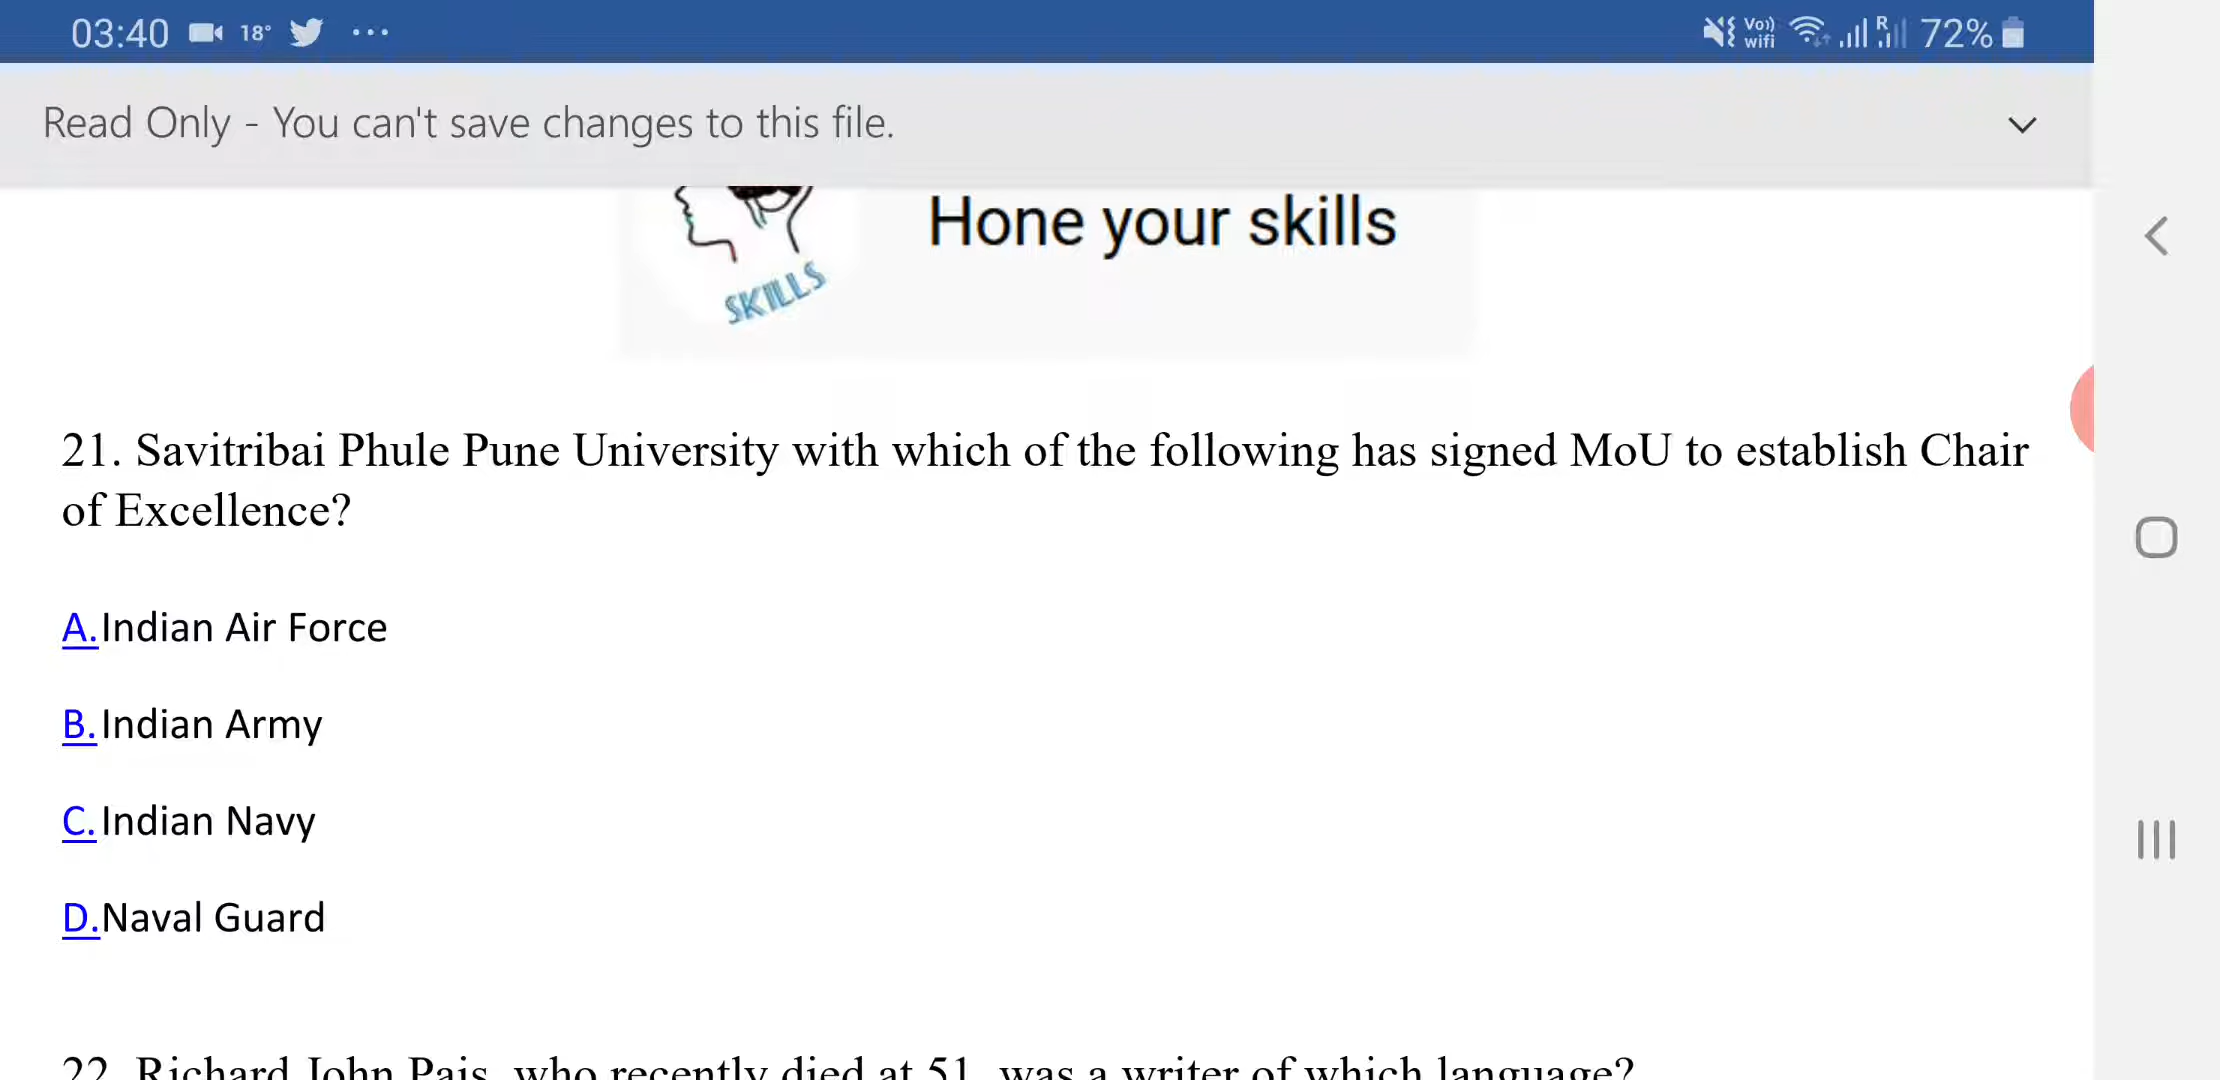 03:40 18° ... Vo)) wifi R 72%
Read Only - You can't save changes to this file.
Hone your skills
SKILLS
21. Savitribai Phule Pune University with which of the following has signed MoU to establish Chair
of Excellence?
A.Indian Air Force
B.Indian Army
C.Indian Navy
D.Naval Guard
22. Richard John Pais, who recently died at 51, was a writer of which language?